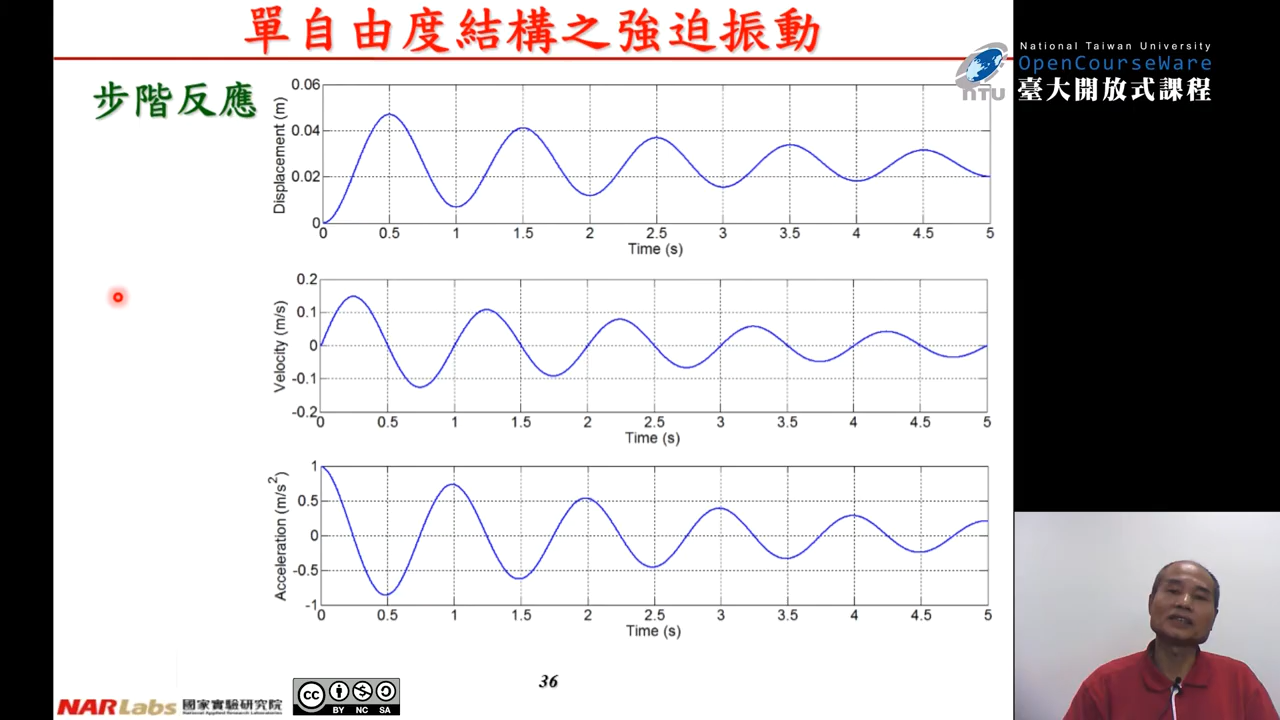 單自由度結構之強迫振動
National Taiwan University
OpenCourseWare
臺大開放式課程
NTU
步階反應
0.06
0.04
0.02
0
Displacement (m)
0 0.5 1 1.5 2 2.5 3 3.5 4 4.5 5
Time (s)
0.2
0.1
0
-0.1
-0.2
Velocity (m/s)
0 0.5 1 1.5 2 2.5 3 3.5 4 4.5 5
Time (s)
1
0.5
0
-0.5
-1
Acceleration (m/s²)
0 0.5 1 1.5 2 2.5 3 3.5 4 4.5 5
Time (s)
36
NARLabs 國家實驗研究院
National Applied Research Laboratories
cc
BY NC SA